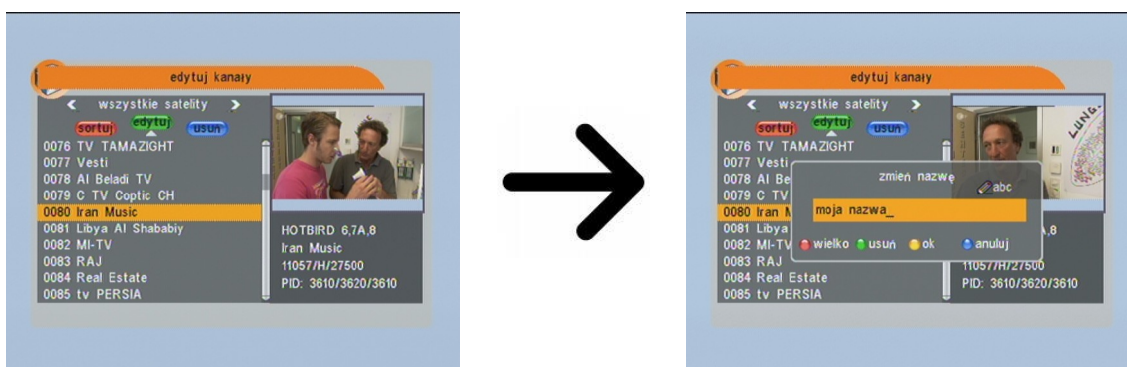 edytuj kanały
wszystkie satelity
sortuj edytuj usuń
0076 TV TAMAZIGHT
0077 Vesti
0078 Al Beladi TV
0079 C TV Coptic CH
0080 Iran Music
0081 Libya Al Shababiy
0082 MI-TV
0083 RAJ
0084 Real Estate
0085 tv PERSIA
HOTBIRD 6,7A,8
Iran Music
11057/H/27500
PID: 3610/3620/3610
edytuj kanały
wszystkie satelity
sortuj edytuj usuń
0076 TV TAMAZIGHT
0077 Vesti
0078 Al Be
0079 C TV
0080 Iran M
0081 Libya
0082 MI-TV
0083 RAJ
0084 Real Estate
0085 tv PERSIA
LUNG.
zmień nazwę
abc
moja nazwa_
wielko usuń ok anuluj
A,8
11057/H/27500
PID: 3610/3620/3610